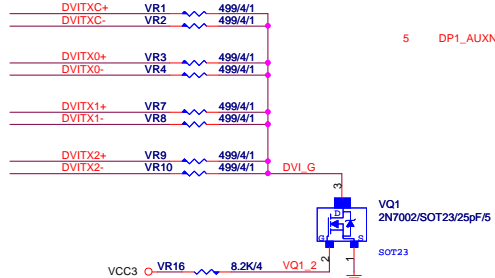 DVITXC+ VR1 499/4/1
DVITXC- VR2 499/4/1
5 DP1_AUXN
DVITX0+ VR3 499/4/1
DVITX0- VR4 499/4/1
DVITX1+ VR7 499/4/1
DVITX1- VR8 499/4/1
DVITX2+ VR9 499/4/1
DVITX2- VR10 499/4/1 DVI_G
3
VQ1
D 2N7002/SOT23/25pF/5
G S SOT23
2 1
VCC3 VR16 8.2K/4 VQ1_2